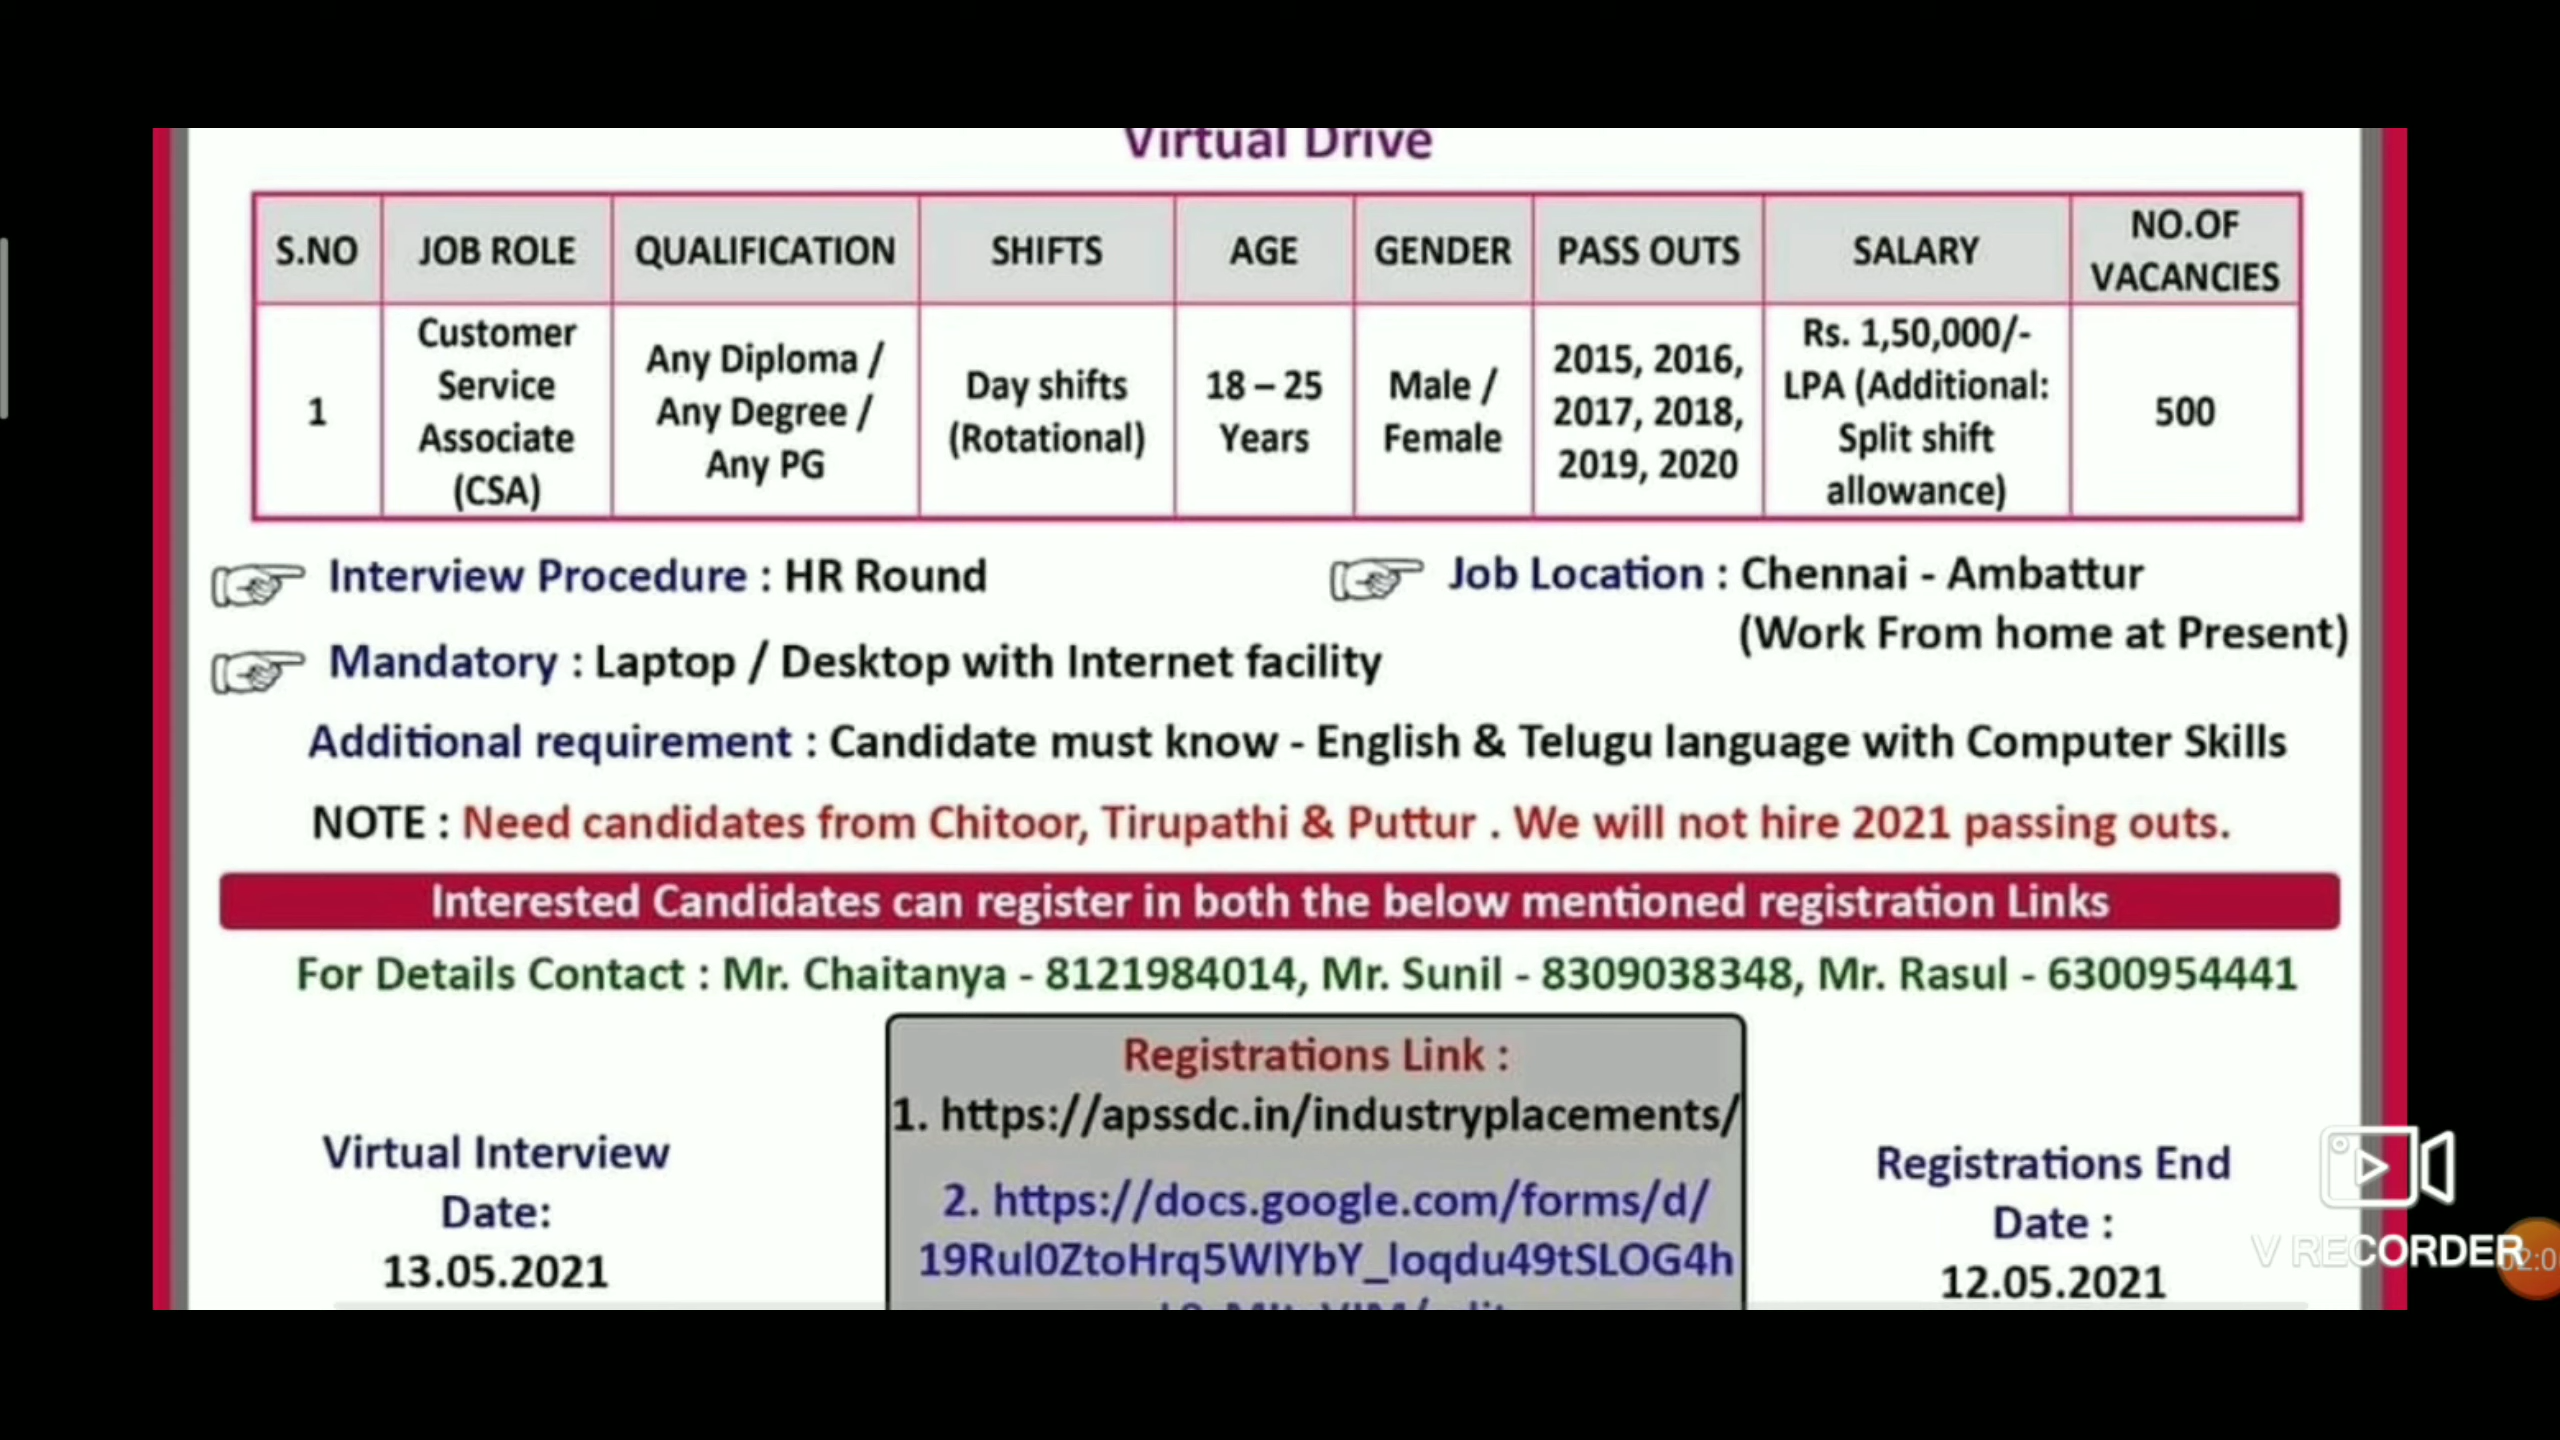 Virtual Drive
S.NO JOB ROLE QUALIFICATION SHIFTS AGE GENDER PASS OUTS SALARY NO.OF VACANCIES
1
Customer
Service
Associate
(CSA)
Any Diploma /
Any Degree /
Any PG
Day shifts
(Rotational)
18 – 25
Years
Male /
Female
2015, 2016,
2017, 2018,
2019, 2020
Rs. 1,50,000/-
LPA (Additional:
Split shift
allowance)
500
Interview Procedure : HR Round
Job Location : Chennai - Ambattur
(Work From home at Present)
Mandatory : Laptop / Desktop with Internet facility
Additional requirement : Candidate must know - English & Telugu language with Computer Skills
NOTE : Need candidates from Chitoor, Tirupathi & Puttur . We will not hire 2021 passing outs.
Interested Candidates can register in both the below mentioned registration Links
For Details Contact : Mr. Chaitanya - 8121984014, Mr. Sunil - 8309038348, Mr. Rasul - 6300954441
Registrations Link :
1. https://apssdc.in/industryplacements/
2. https://docs.google.com/forms/d/
19Rul0ZtoHrq5WlYbY_loqdu49tSLOG4h
Virtual Interview
Date:
13.05.2021
Registrations End
Date :
12.05.2021
V RECORDER